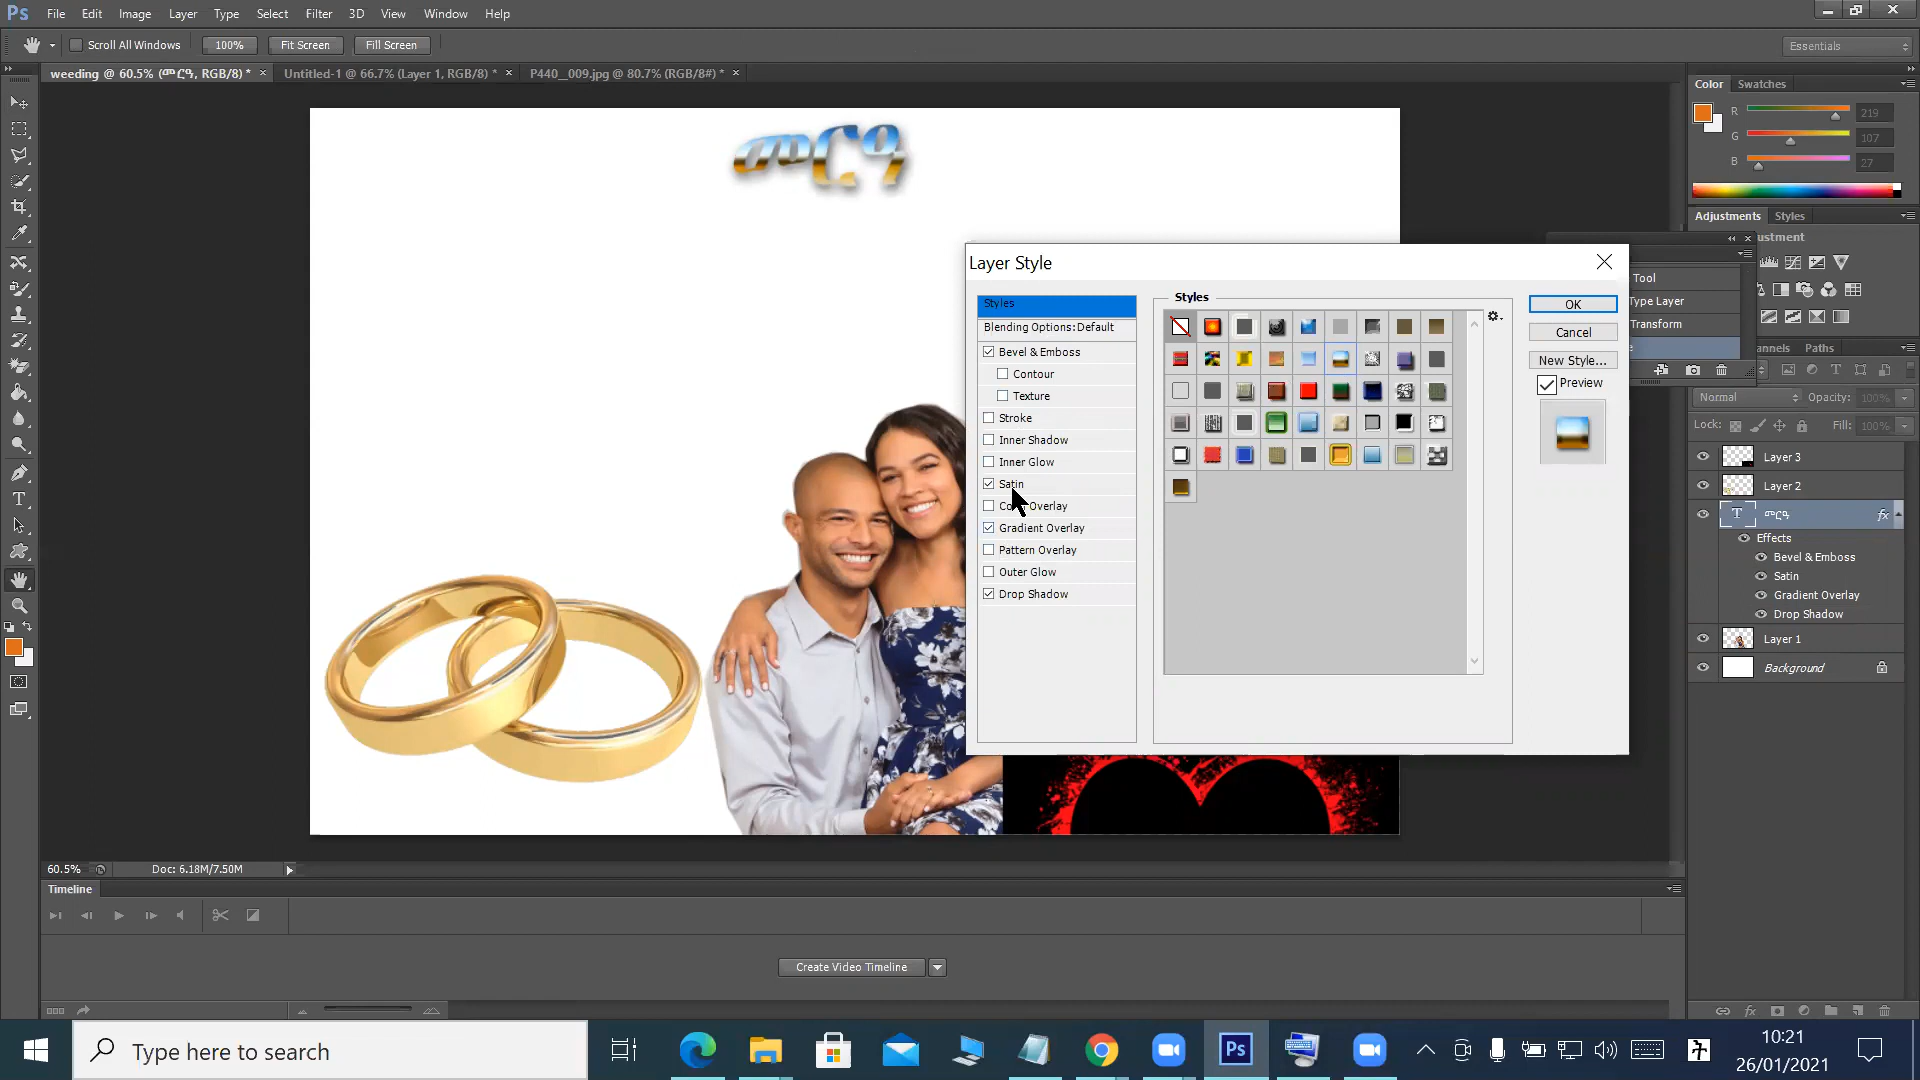 Ps File Edit Image Layer Type Select Filter 3D View Window Help
Scroll All Windows 100% Fit Screen Fill Screen Essentials
weeding @ 60.5% (መርዓ, RGB/8) * × Untitled-1 @ 66.7% (Layer 1, RGB/8) * × P440__009.jpg @ 80.7% (RGB/8#) * ×
መርዓ
Color Swatches
R 219
G 107
B 27
Adjustments Styles
justment
Tool
Type Layer
Transform
e
nnels Paths
Normal Opacity: 100%
Lock: Fill: 100%
Layer 3
Layer 2
T መርዓ fx
Effects
Bevel & Emboss
Satin
Gradient Overlay
Drop Shadow
Layer 1
Background
Layer Style
Styles
Blending Options:Default
Bevel & Emboss
Contour
Texture
Stroke
Inner Shadow
Inner Glow
Satin
Color Overlay
Gradient Overlay
Pattern Overlay
Outer Glow
Drop Shadow
Styles
OK
Cancel
New Style...
Preview
60.5% Doc: 6.18M/7.50M
Timeline
Create Video Timeline
Type here to search
Ps
10:21
26/01/2021